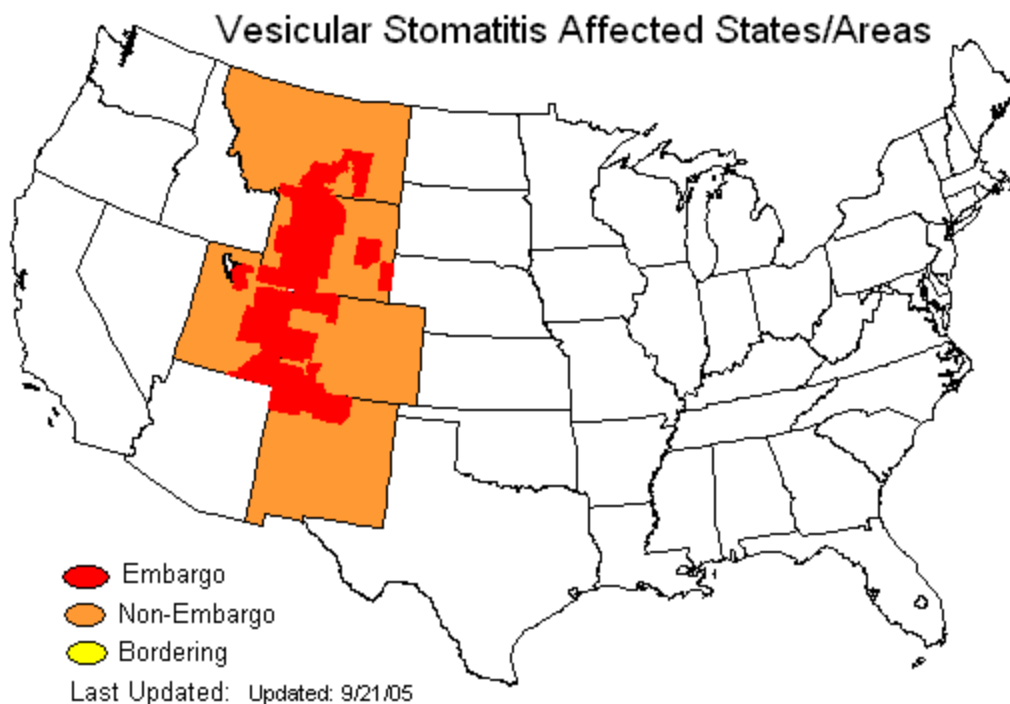 Vesicular Stomatitis Affected States/Areas
Embargo
Non-Embargo
Bordering
Last Updated: Updated: 9/21/05